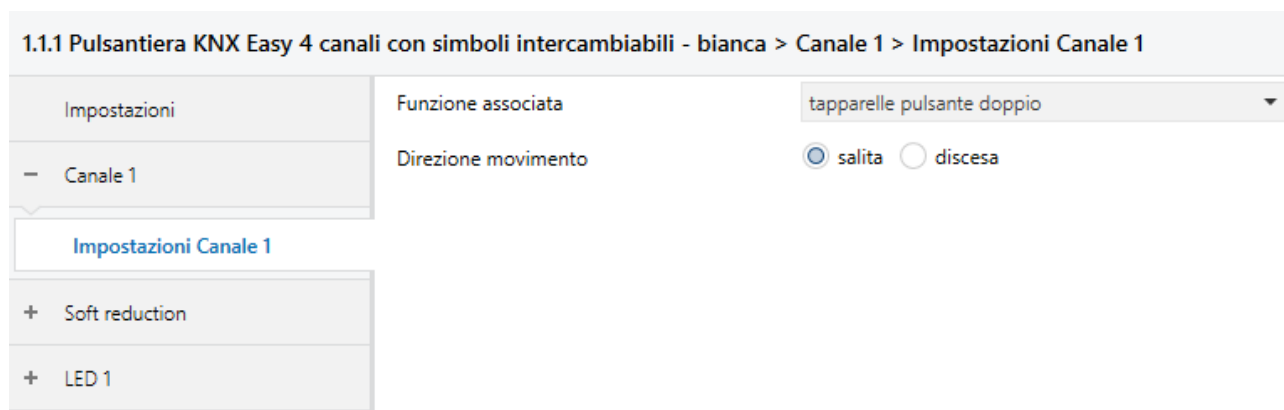 1.1.1 Pulsantiera KNX Easy 4 canali con simboli intercambiabili - bianca > Canale 1 > Impostazioni Canale 1
Impostazioni
Funzione associata
tapparelle pulsante doppio
– Canale 1
Direzione movimento
salita
discesa
Impostazioni Canale 1
+ Soft reduction
+ LED 1